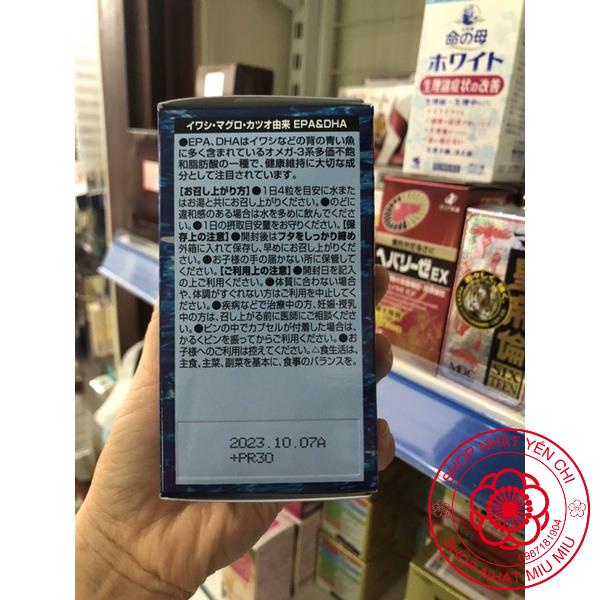 イワシ・マグロ・カツオ由来 EPA&DHA
●EPA、DHAはイワシなどの背の青い魚
に多く含まれているオメガ-3系多価不飽
和脂肪酸の一種で、健康維持に大切な成
分として注目されています。
【お召し上がり方】●1日4粒を目安に水また
はお湯と共にお召し上がりください。●のどに
違和感のある場合は水を多めに飲んでくださ
い。●1日の摂取目安量をお守りください。【保
存上の注意】●開封後はフタをしっかり締め
外箱に入れて保存し、早めにお召し上がりくだ
さい。●お子様の手の届かない所に保管して
ください。【ご利用上の注意】●開封日を記入
の上ご利用ください。●体質に合わない場合
や、体調がすぐれない方はご利用を中止してく
ださい。●疾病などで治療中の方、妊娠・授乳
中の方は、召し上がる前に医師にご相談くださ
い。●ビンの中でカプセルが付着した場合は、
かるくビンを振ってからご利用ください。●お
子様へのご利用は控えてください。△食生活は、
主食、主菜、副菜を基本に、食事のバランスを。
2023.10.07A
+PR30
命の母
ホワイト
生理諸症状の改善
ヘパリーゼEX
MDC
SIX
TEEN
SHOP NHẬT YÊN CHI
0987181904
SHOP NHẬT MIU MIU